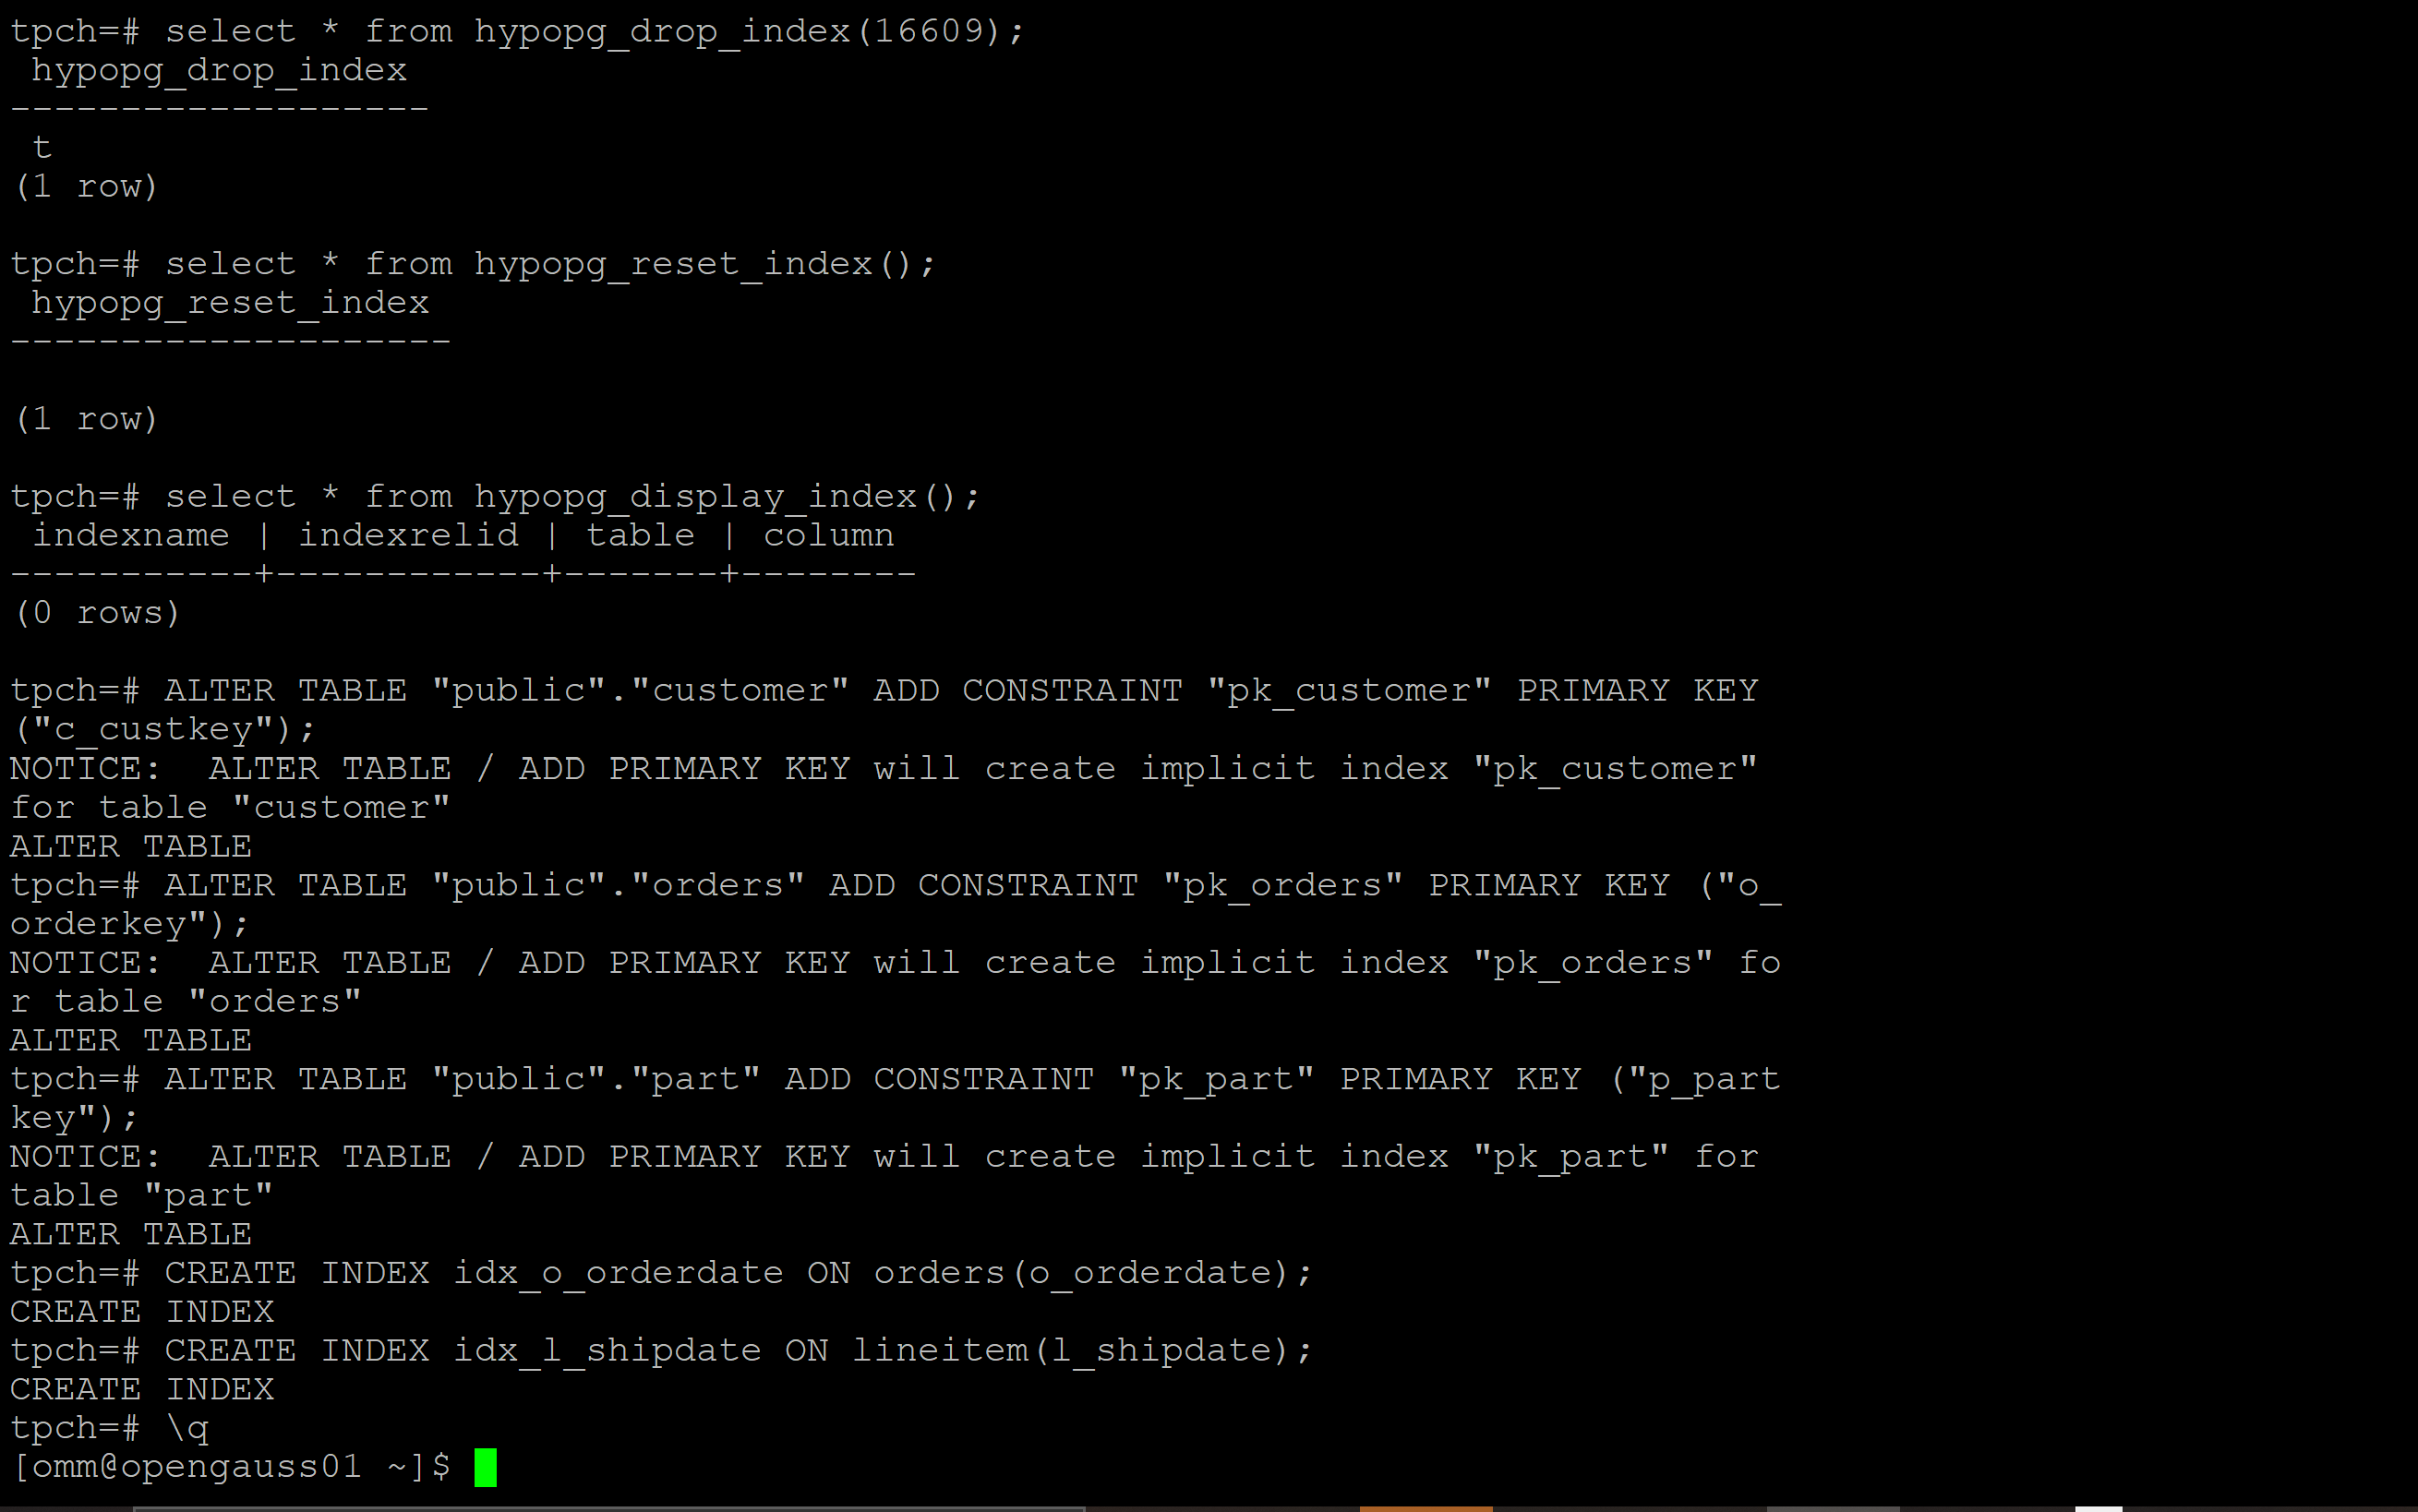 tpch=# select * from hypopg_drop_index(16609);
 hypopg_drop_index
-------------------
 t
(1 row)

tpch=# select * from hypopg_reset_index();
 hypopg_reset_index
--------------------

(1 row)

tpch=# select * from hypopg_display_index();
 indexname | indexrelid | table | column
-----------+------------+-------+--------
(0 rows)

tpch=# ALTER TABLE "public"."customer" ADD CONSTRAINT "pk_customer" PRIMARY KEY
("c_custkey");
NOTICE:  ALTER TABLE / ADD PRIMARY KEY will create implicit index "pk_customer"
for table "customer"
ALTER TABLE
tpch=# ALTER TABLE "public"."orders" ADD CONSTRAINT "pk_orders" PRIMARY KEY ("o_
orderkey");
NOTICE:  ALTER TABLE / ADD PRIMARY KEY will create implicit index "pk_orders" fo
r table "orders"
ALTER TABLE
tpch=# ALTER TABLE "public"."part" ADD CONSTRAINT "pk_part" PRIMARY KEY ("p_part
key");
NOTICE:  ALTER TABLE / ADD PRIMARY KEY will create implicit index "pk_part" for
table "part"
ALTER TABLE
tpch=# CREATE INDEX idx_o_orderdate ON orders(o_orderdate);
CREATE INDEX
tpch=# CREATE INDEX idx_l_shipdate ON lineitem(l_shipdate);
CREATE INDEX
tpch=# \q
[omm@opengauss01 ~]$